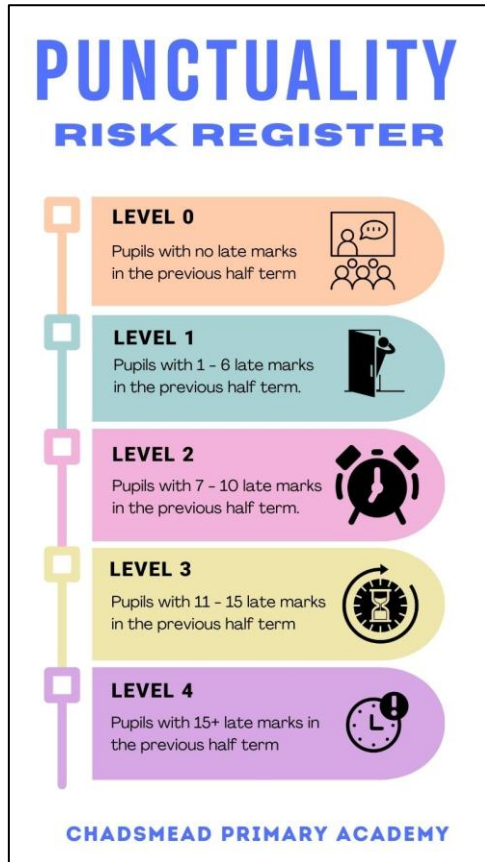 PUNCTUALITY
RISK REGISTER
LEVEL 0
Pupils with no late marks
in the previous half term
LEVEL 1
Pupils with 1 - 6 late marks
in the previous half term.
LEVEL 2
Pupils with 7 - 10 late marks
in the previous half term.
LEVEL 3
Pupils with 11 - 15 late marks
in the previous half term
LEVEL 4
Pupils with 15+ late marks in
the previous half term
CHADSMEAD PRIMARY ACADEMY